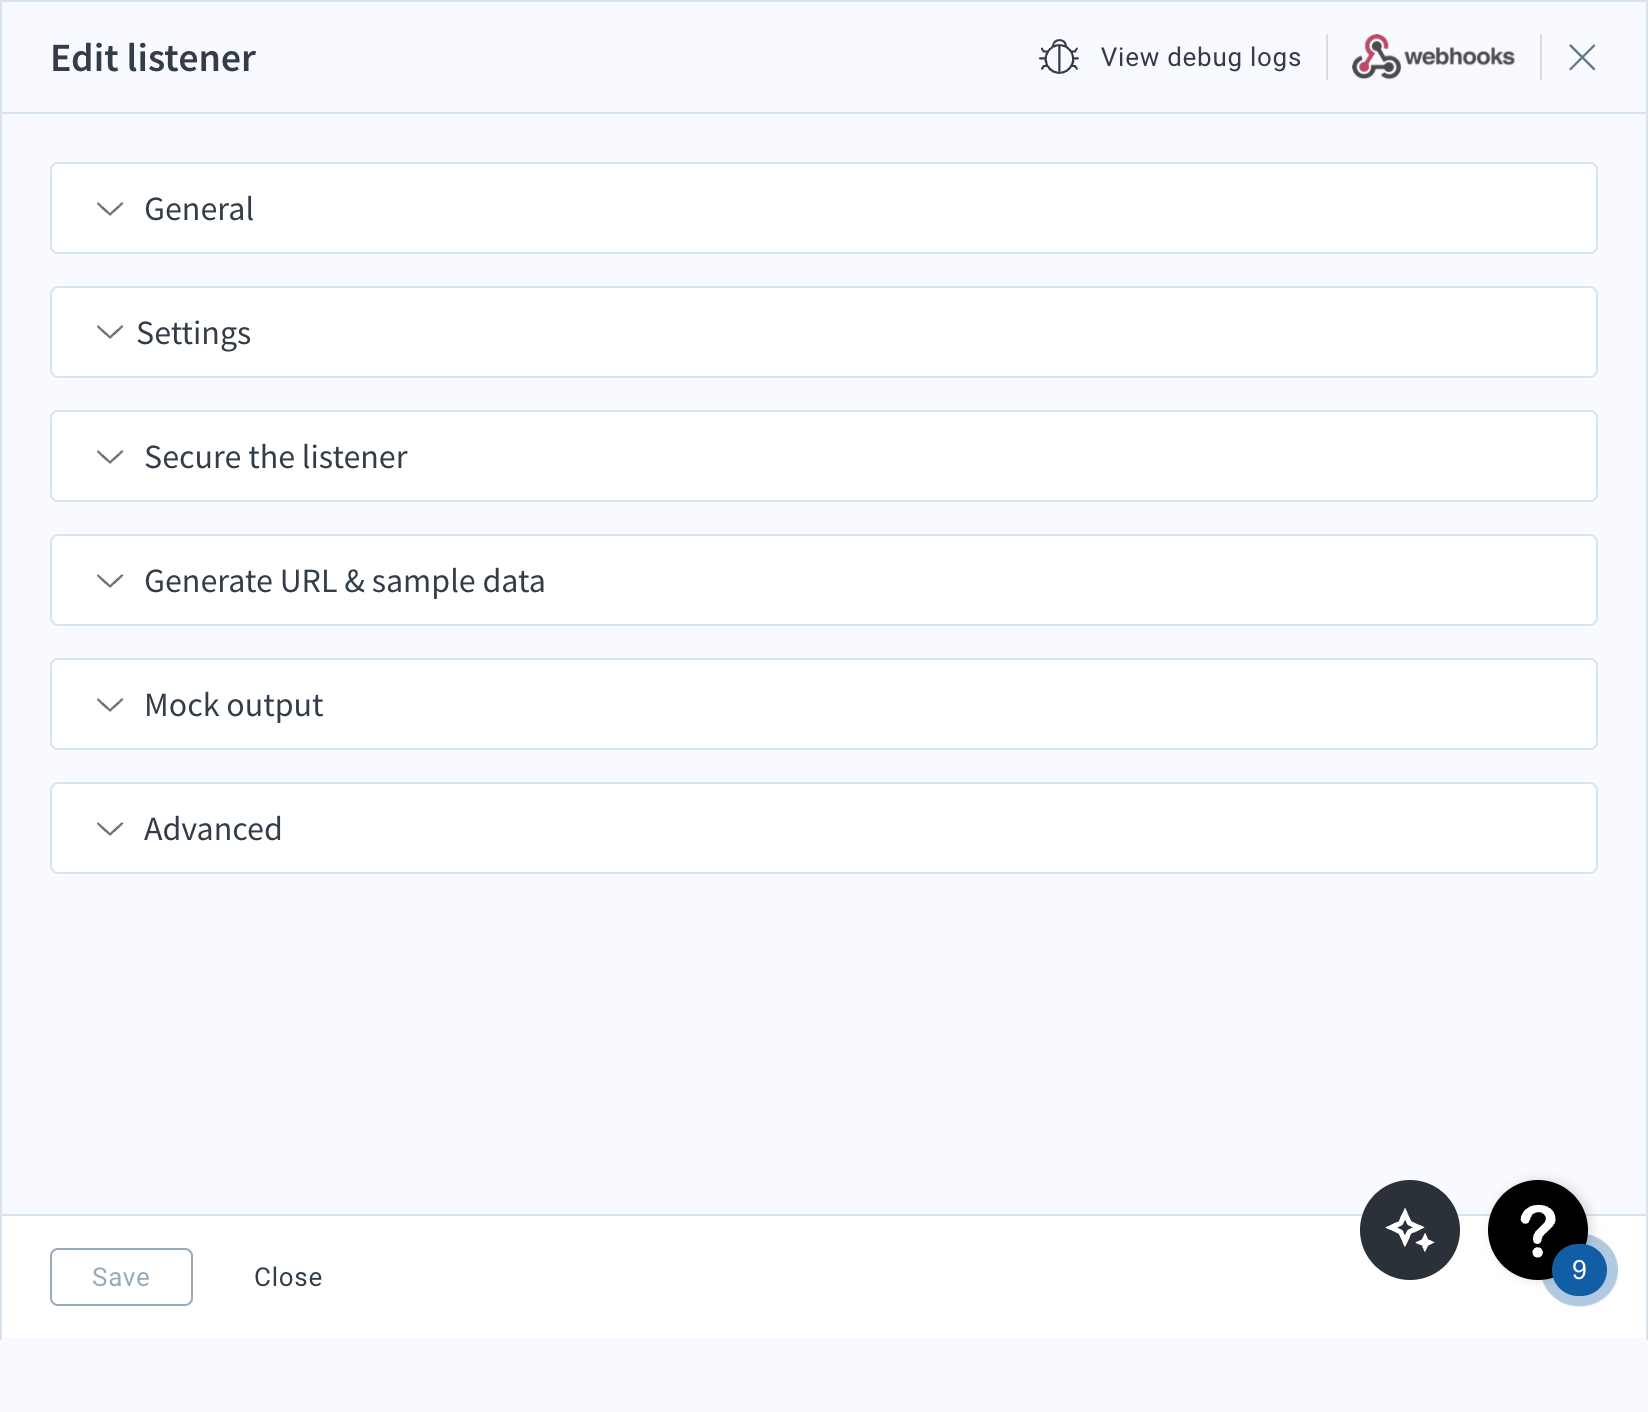 Edit listener
View debug logs
webhooks
General
Settings
Secure the listener
Generate URL & sample data
Mock output
Advanced
Save
Close
?
9